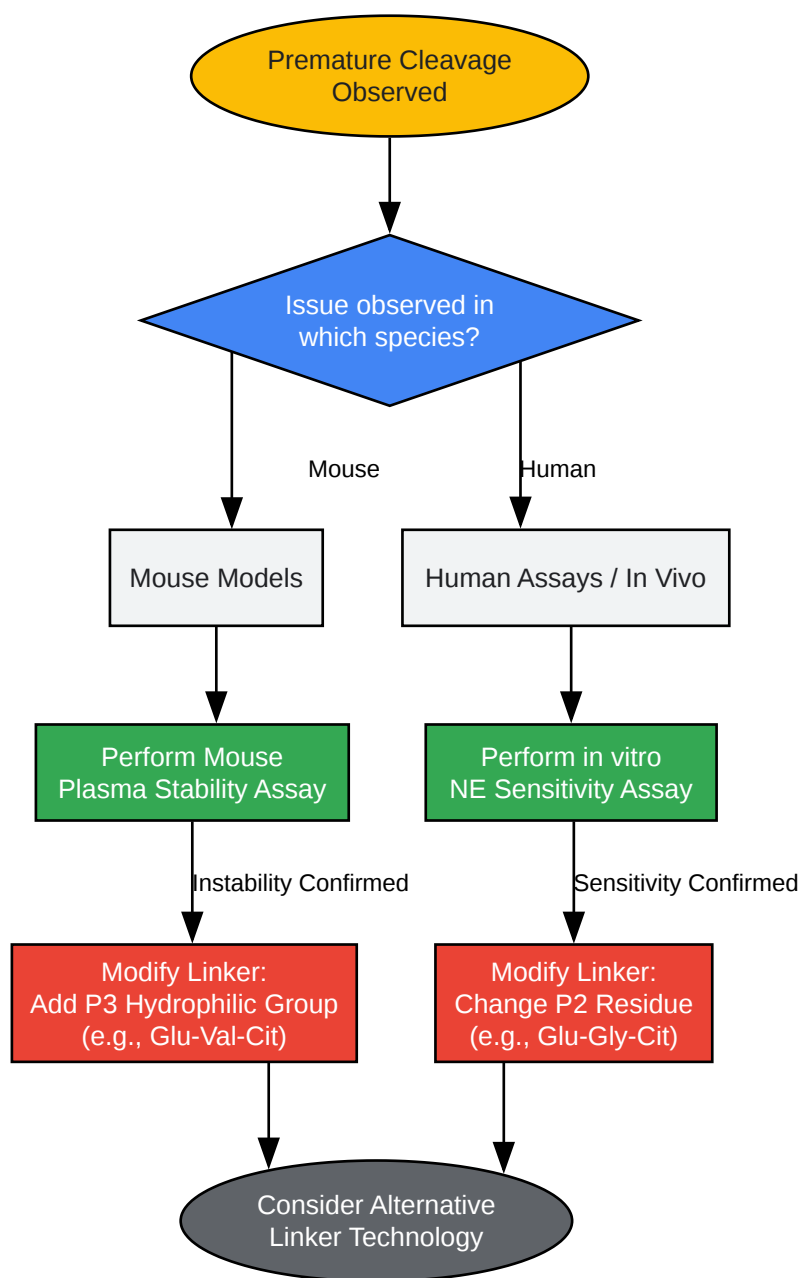 Premature Cleavage
Observed
Issue observed in
which species?
Mouse
Human
Mouse Models
Human Assays / In Vivo
Perform Mouse
Plasma Stability Assay
Perform in vitro
NE Sensitivity Assay
Instability Confirmed
Sensitivity Confirmed
Modify Linker:
Add P3 Hydrophilic Group
(e.g., Glu-Val-Cit)
Modify Linker:
Change P2 Residue
(e.g., Glu-Gly-Cit)
Consider Alternative
Linker Technology